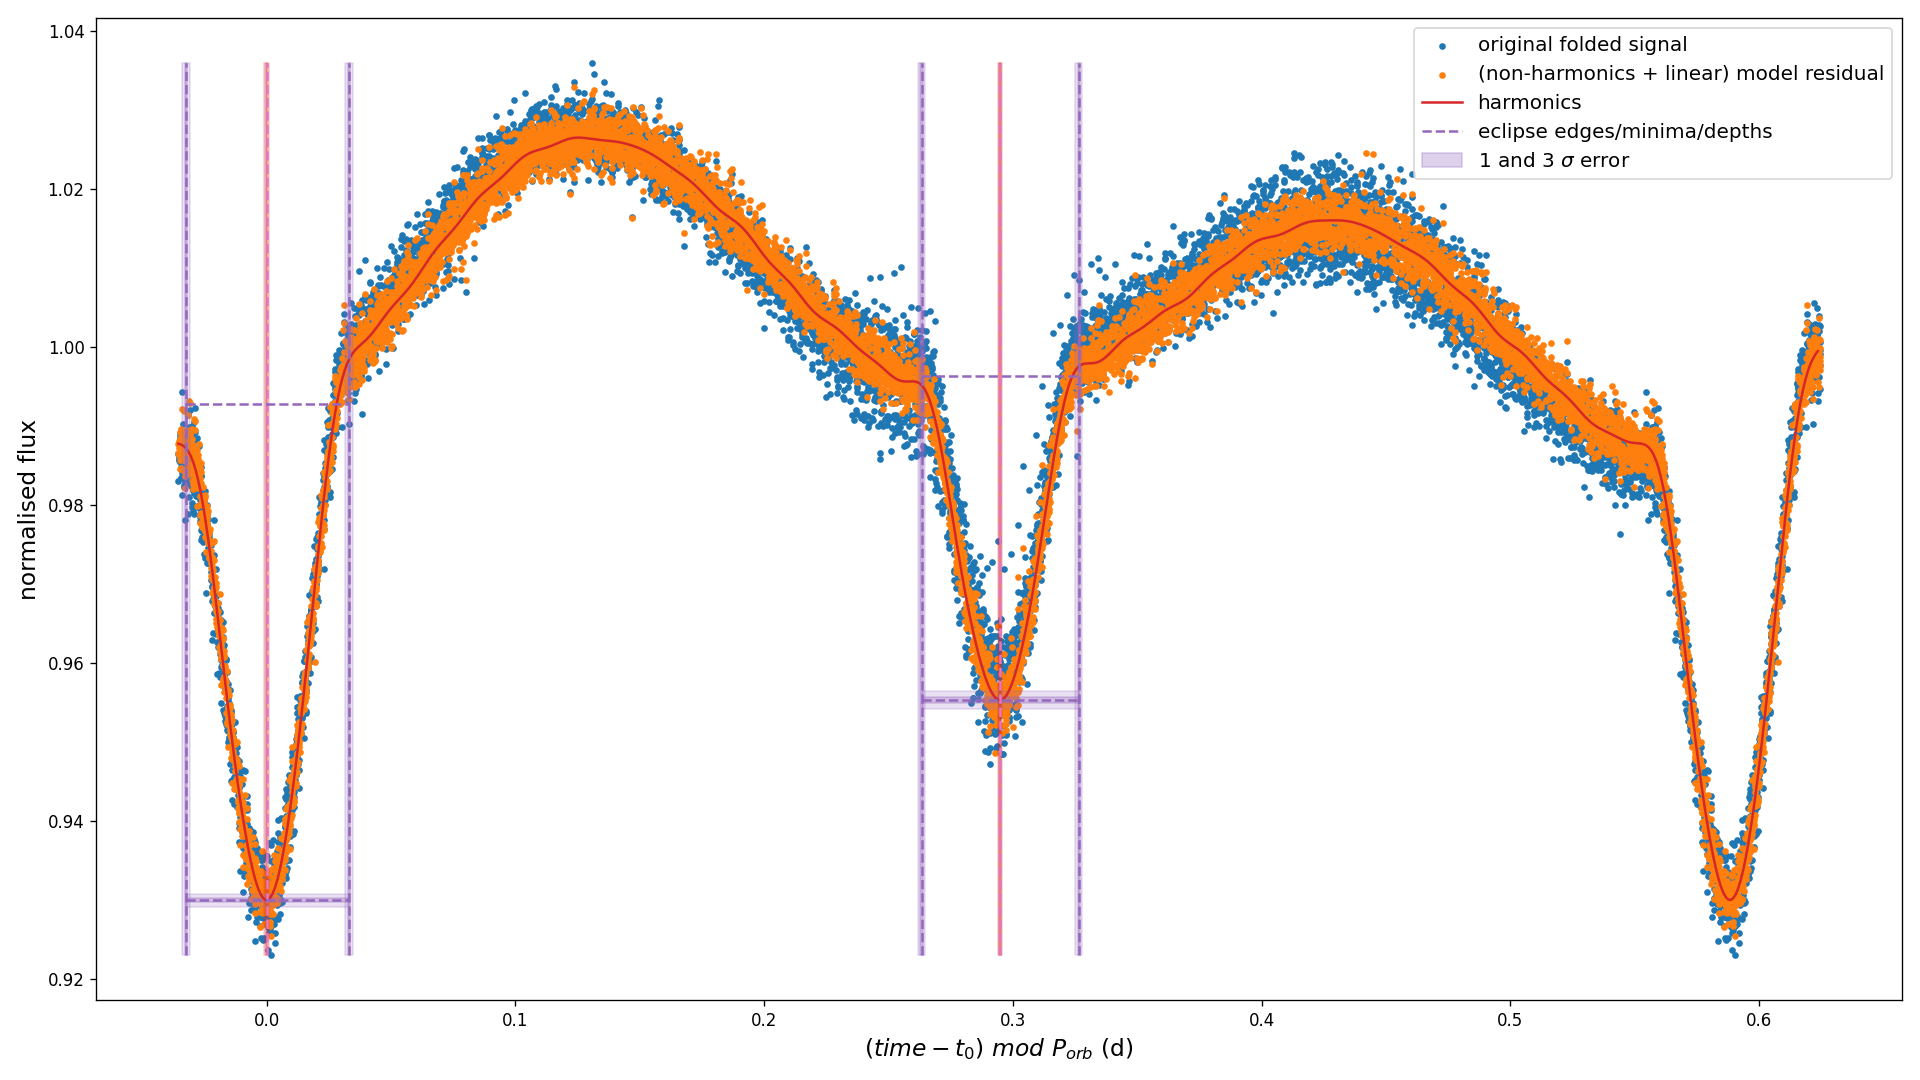 1.04
1.02
1.00
0.98
0.96
0.94
0.92
normalised flux
0.0 0.1 0.2 0.3 0.4 0.5 0.6
(time − t₀) mod Pₒᵣᵦ (d)
original folded signal
(non-harmonics + linear) model residual
harmonics
eclipse edges/minima/depths
1 and 3 σ error